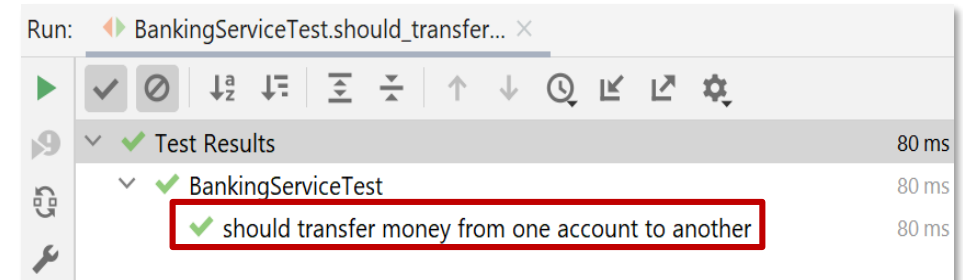 Run: BankingServiceTest.should_transfer... ×
Test Results 80 ms
BankingServiceTest 80 ms
should transfer money from one account to another 80 ms